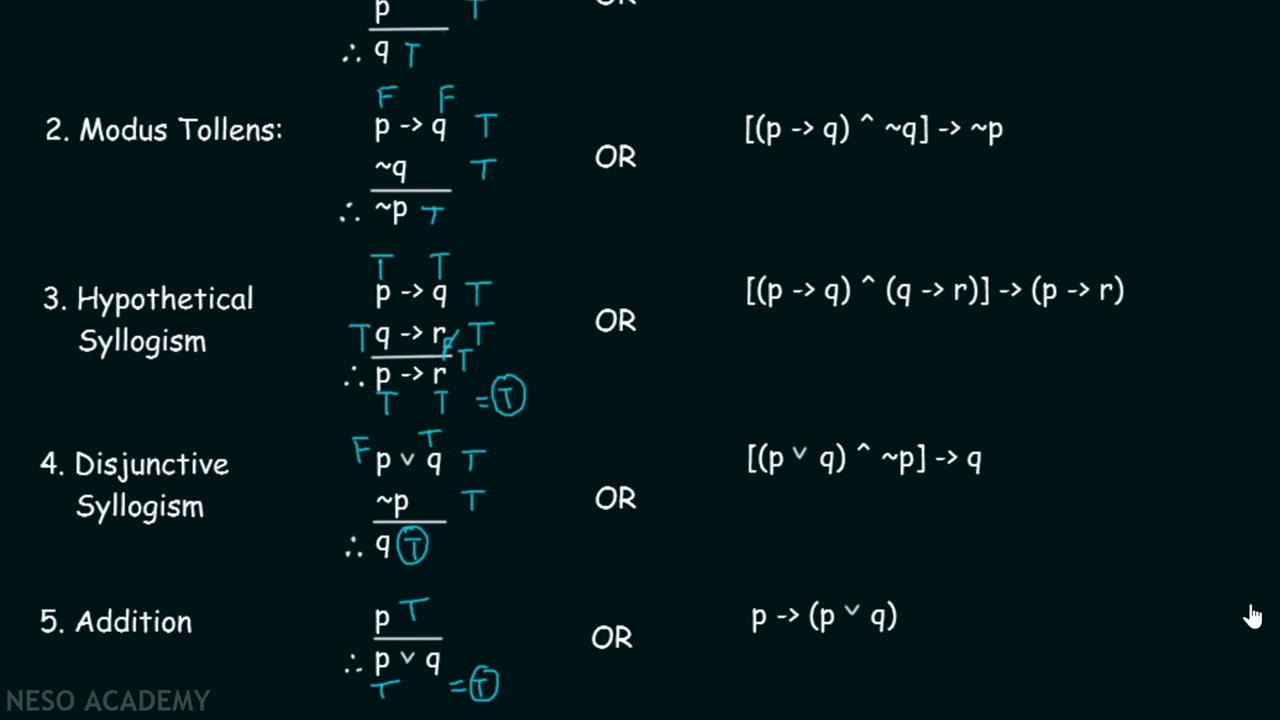 p T OR
∴ q T
F F
2. Modus Tollens: p -> q T [(p -> q) ^ ~q] -> ~p
~q T OR
∴ ~p T
T T
3. Hypothetical p -> q T [(p -> q) ^ (q -> r)] -> (p -> r)
Syllogism T q -> r F T OR
T
∴ p -> r
T T = T
F T
4. Disjunctive p ∨ q T [(p ∨ q) ^ ~p] -> q
Syllogism ~p T OR
∴ q T
5. Addition p T OR p -> (p ∨ q)
∴ p ∨ q
T = T
NESO ACADEMY